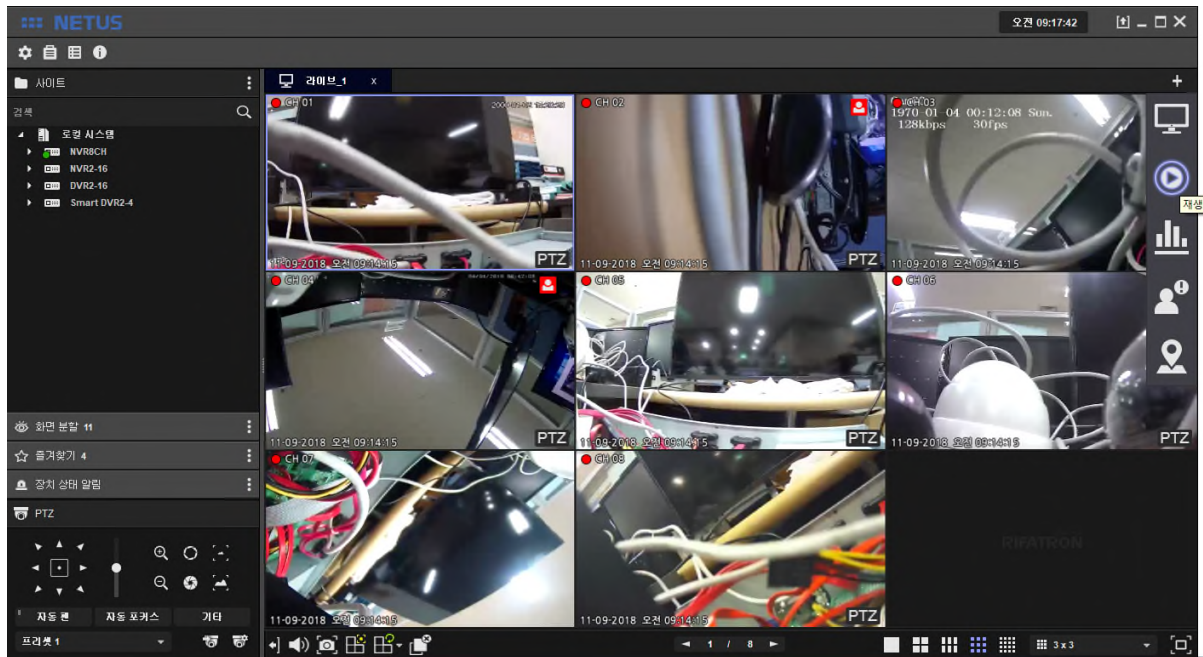 NETUS
오전 09:17:42
사이트
라이브_1 x
검색
로컬 시스템
NVR8CH
NVR2-16
DVR2-16
Smart DVR2-4
CH 01
CH 02
CH 03
1970-01-04 00:12:08 Sun.
128kbps 30fps
재생
PTZ
PTZ
11-09-2018 오전 09:14:15
11-09-2018 오전 09:14:15
11-09-2018 오전 09:14:15
CH 04
CH 05
CH 06
화면 분할 11
즐겨찾기 4
장치 상태 알림
PTZ
PTZ
PTZ
11-09-2018 오전 09:14:15
11-09-2018 오전 09:14:15
11-09-2018 오전 09:14:15
CH 07
CH 08
PTZ
RIFATRON
자동 팬
자동 포커스
기타
11-09-2018 오전 09:14:15
11-09-2018 오전 09:14:15
PTZ
프리셋 1
1 / 8
3 x 3